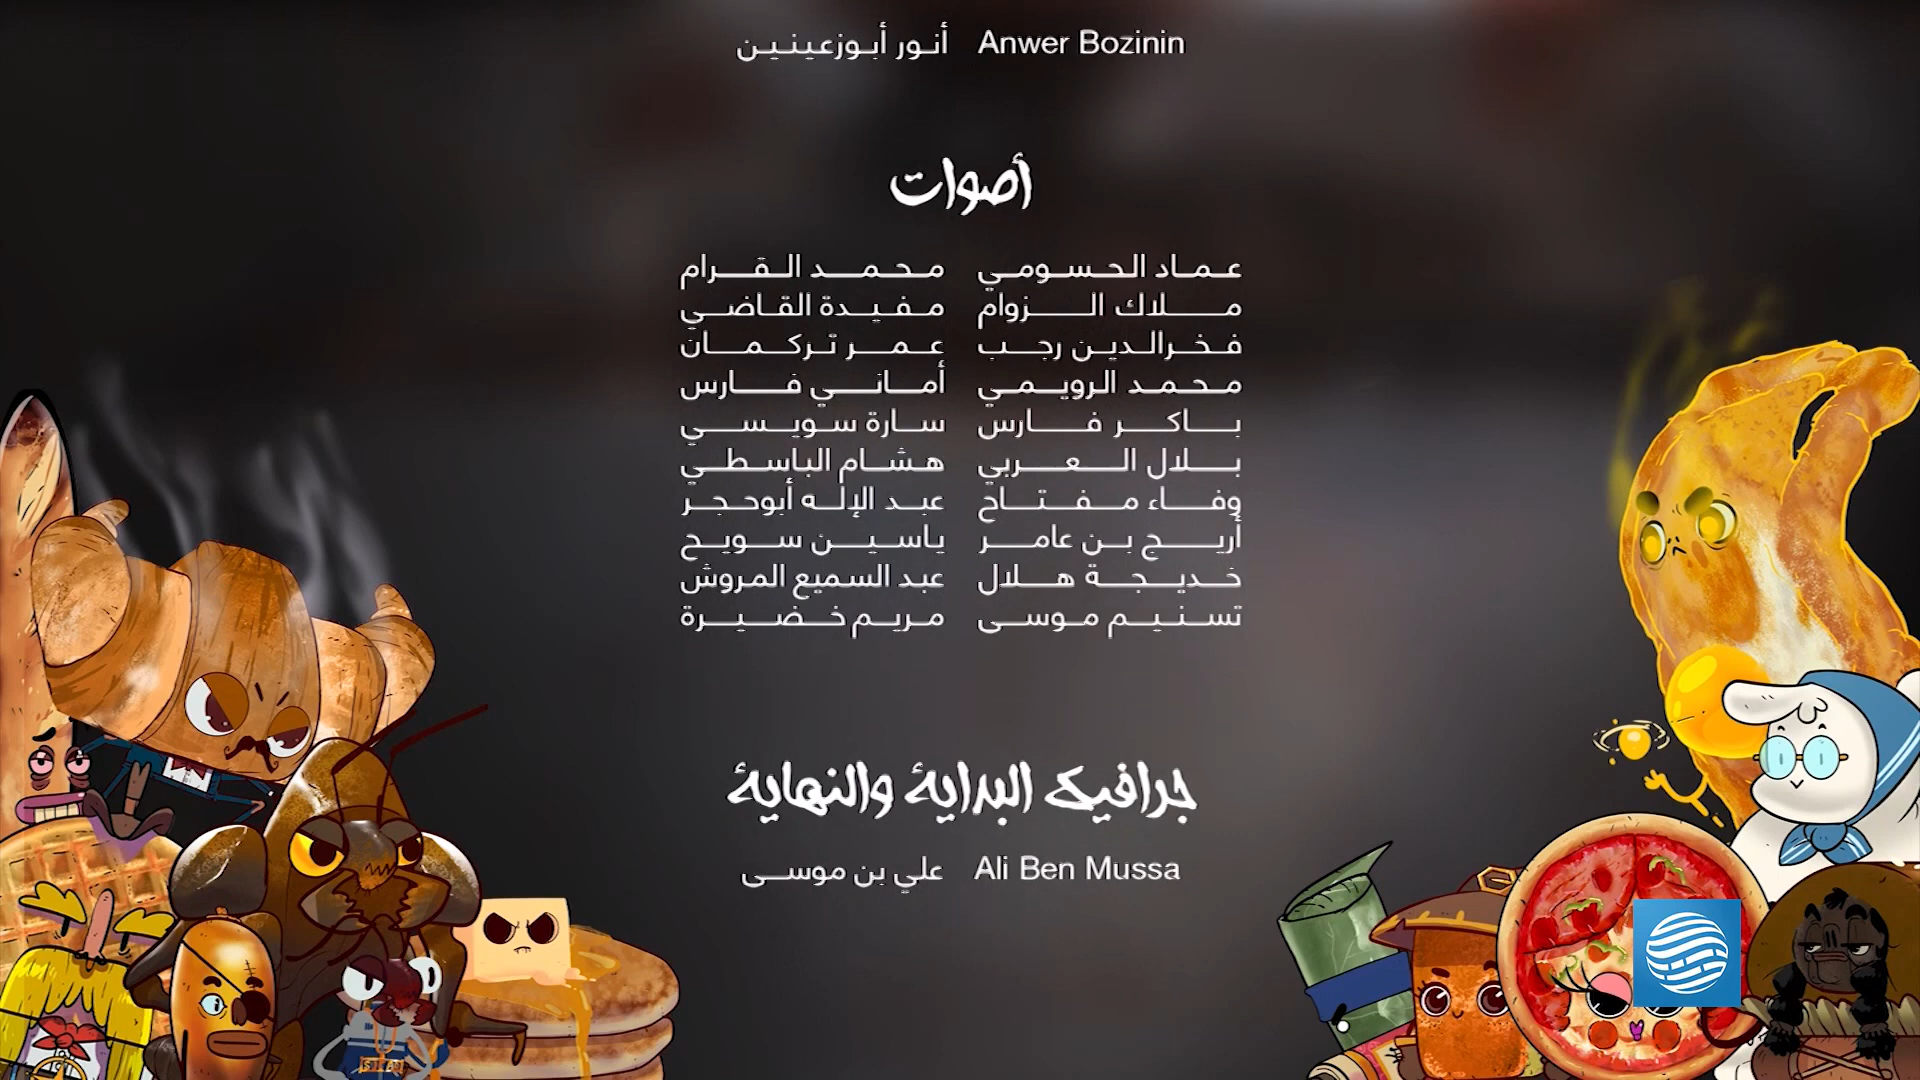 أنور أبوزعينين Anwer Bozinin
أصوات
عماد الحسومي محمد القرام
ملاك الزوام مفيدة القاضي
فخرالدين رجب عمر تركمان
محمد الرويمي أماني فارس
باكر فارس سارة سويسي
بلال العربي هشام الباسطي
وفاء مفتاح عبد الإله أبوحجر
أريج بن عامر ياسين سويح
خديجة هلال عبد السميع المروش
تسنيم موسى مريم خضيرة
جرافيك البداية والنهاية
علي بن موسى Ali Ben Mussa